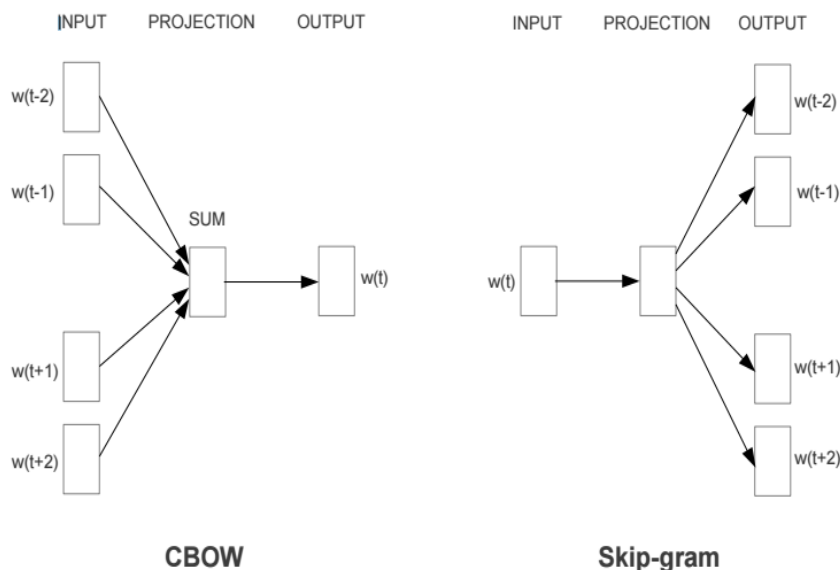 INPUT PROJECTION OUTPUT
w(t-2)
w(t-1)
SUM
w(t)
w(t+1)
w(t+2)
CBOW
INPUT PROJECTION OUTPUT
w(t-2)
w(t-1)
w(t)
w(t+1)
w(t+2)
Skip-gram